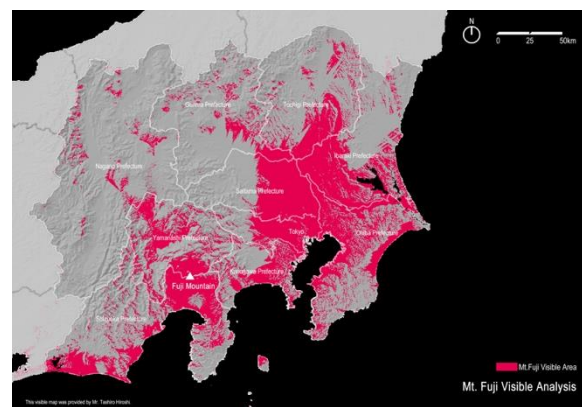 N
0 25 50km
Gunma Prefecture
Tochigi Prefecture
Ibaraki Prefecture
Nagano Prefecture
Saitama Prefecture
Yamanashi Prefecture
Tokyo
Chiba Prefecture
Kanagawa Prefecture
Fuji Mountain
Shizuoka Prefecture
Mt.Fuji Visible Area
Mt. Fuji Visible Analysis
This visible map was provided by Mr. Tashiro Hiroshi.